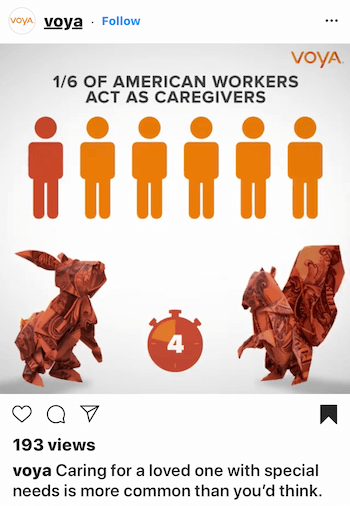 VOYA
voya • Follow
VOYA
1/6 OF AMERICAN WORKERS
ACT AS CAREGIVERS
4
193 views
voya Caring for a loved one with special
needs is more common than you'd think.